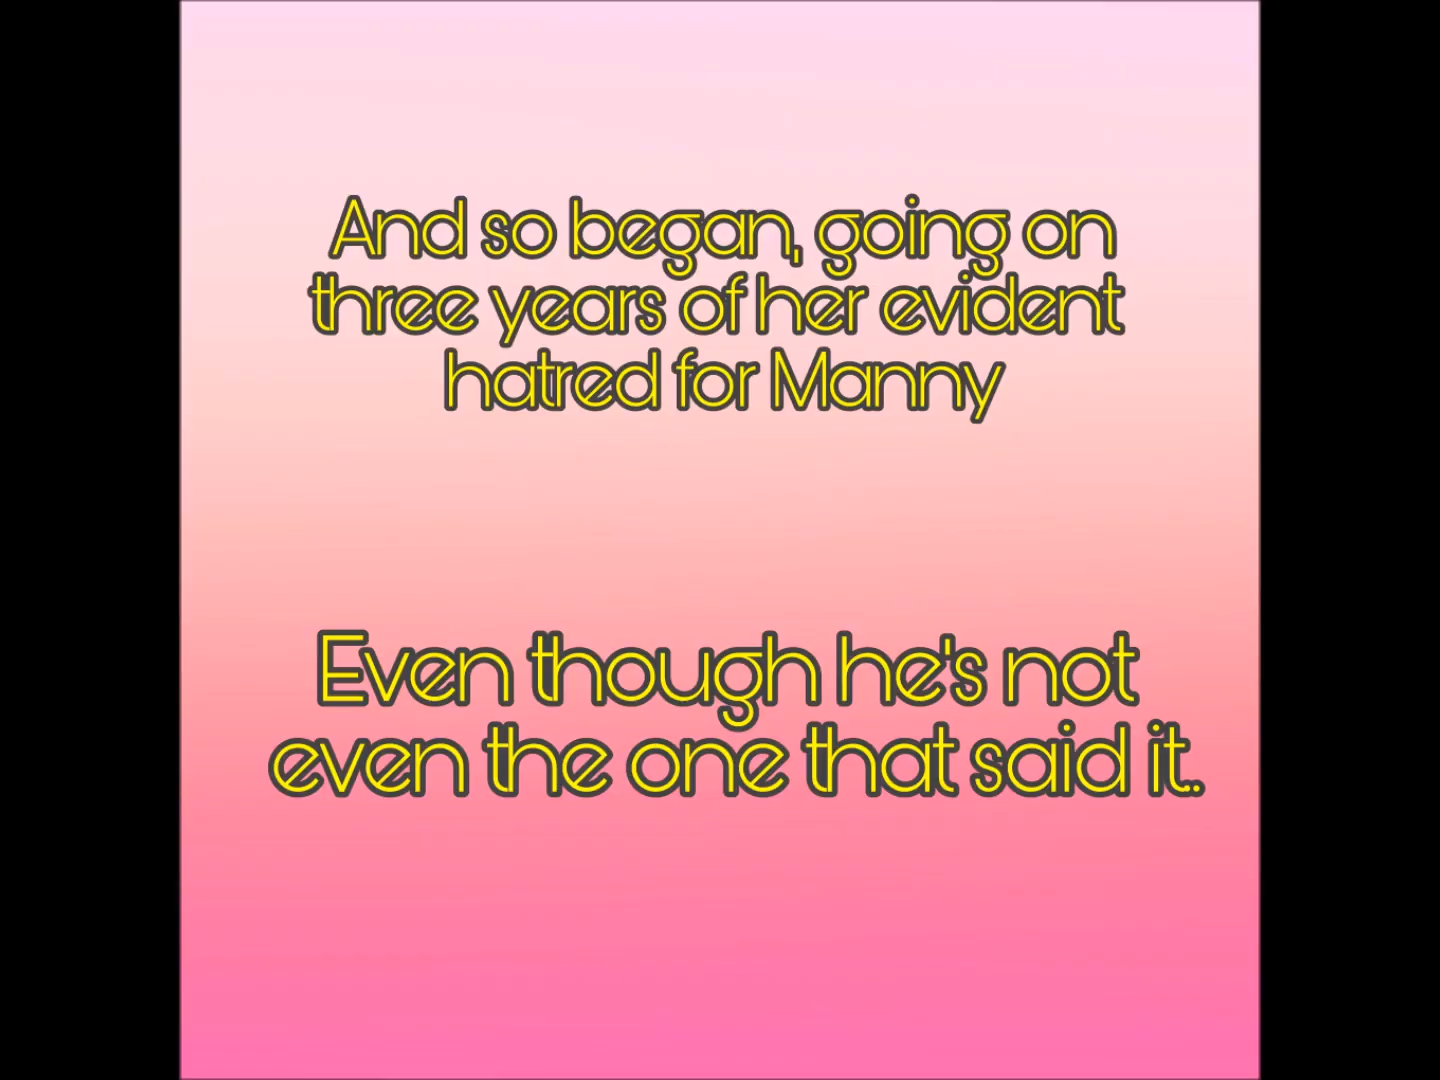 And so began, going on
three years of her evident
hatred for Manny
Even though he's not
even the one that said it..